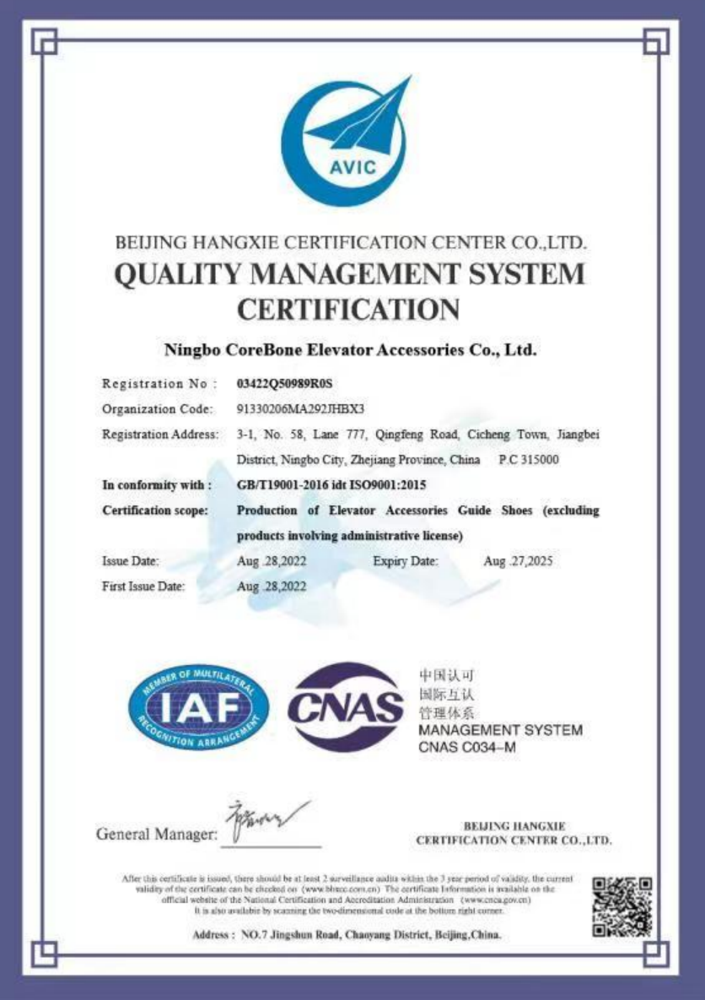 AVIC
BEIJING HANGXIE CERTIFICATION CENTER CO.,LTD.
QUALITY MANAGEMENT SYSTEM
CERTIFICATION
Ningbo CoreBone Elevator Accessories Co., Ltd.
Registration No : 03422Q50989R0S
Organization Code: 91330206MA292JHBX3
Registration Address: 3-1, No. 58, Lane 777, Qingfeng Road, Cicheng Town, Jiangbei
District, Ningbo City, Zhejiang Province, China P.C 315000
In conformity with : GB/T19001-2016 idt ISO9001:2015
Certification scope: Production of Elevator Accessories Guide Shoes (excluding
products involving administrative license)
Issue Date: Aug .28,2022 Expiry Date: Aug .27,2025
First Issue Date: Aug .28,2022
MEMBER OF MULTILATERAL
IAF
RECOGNITION ARRANGEMENT
CNAS
中国认可
国际互认
管理体系
MANAGEMENT SYSTEM
CNAS C034-M
General Manager:
BEIJING HANGXIE
CERTIFICATION CENTER CO.,LTD.
After this certificate is issued, there should be at least 2 surveillance audits within the 3 year period of validity, the current
validity of the certificate can be checked on (www.bhxcc.com.cn) The certificate Information is available on the
official website of the National Certification and Accreditation Administration (www.cnca.gov.cn)
It is also available by scanning the two-dimensional code at the bottom right corner.
Address : NO.7 Jingshun Road, Chaoyang District, Beijing,China.